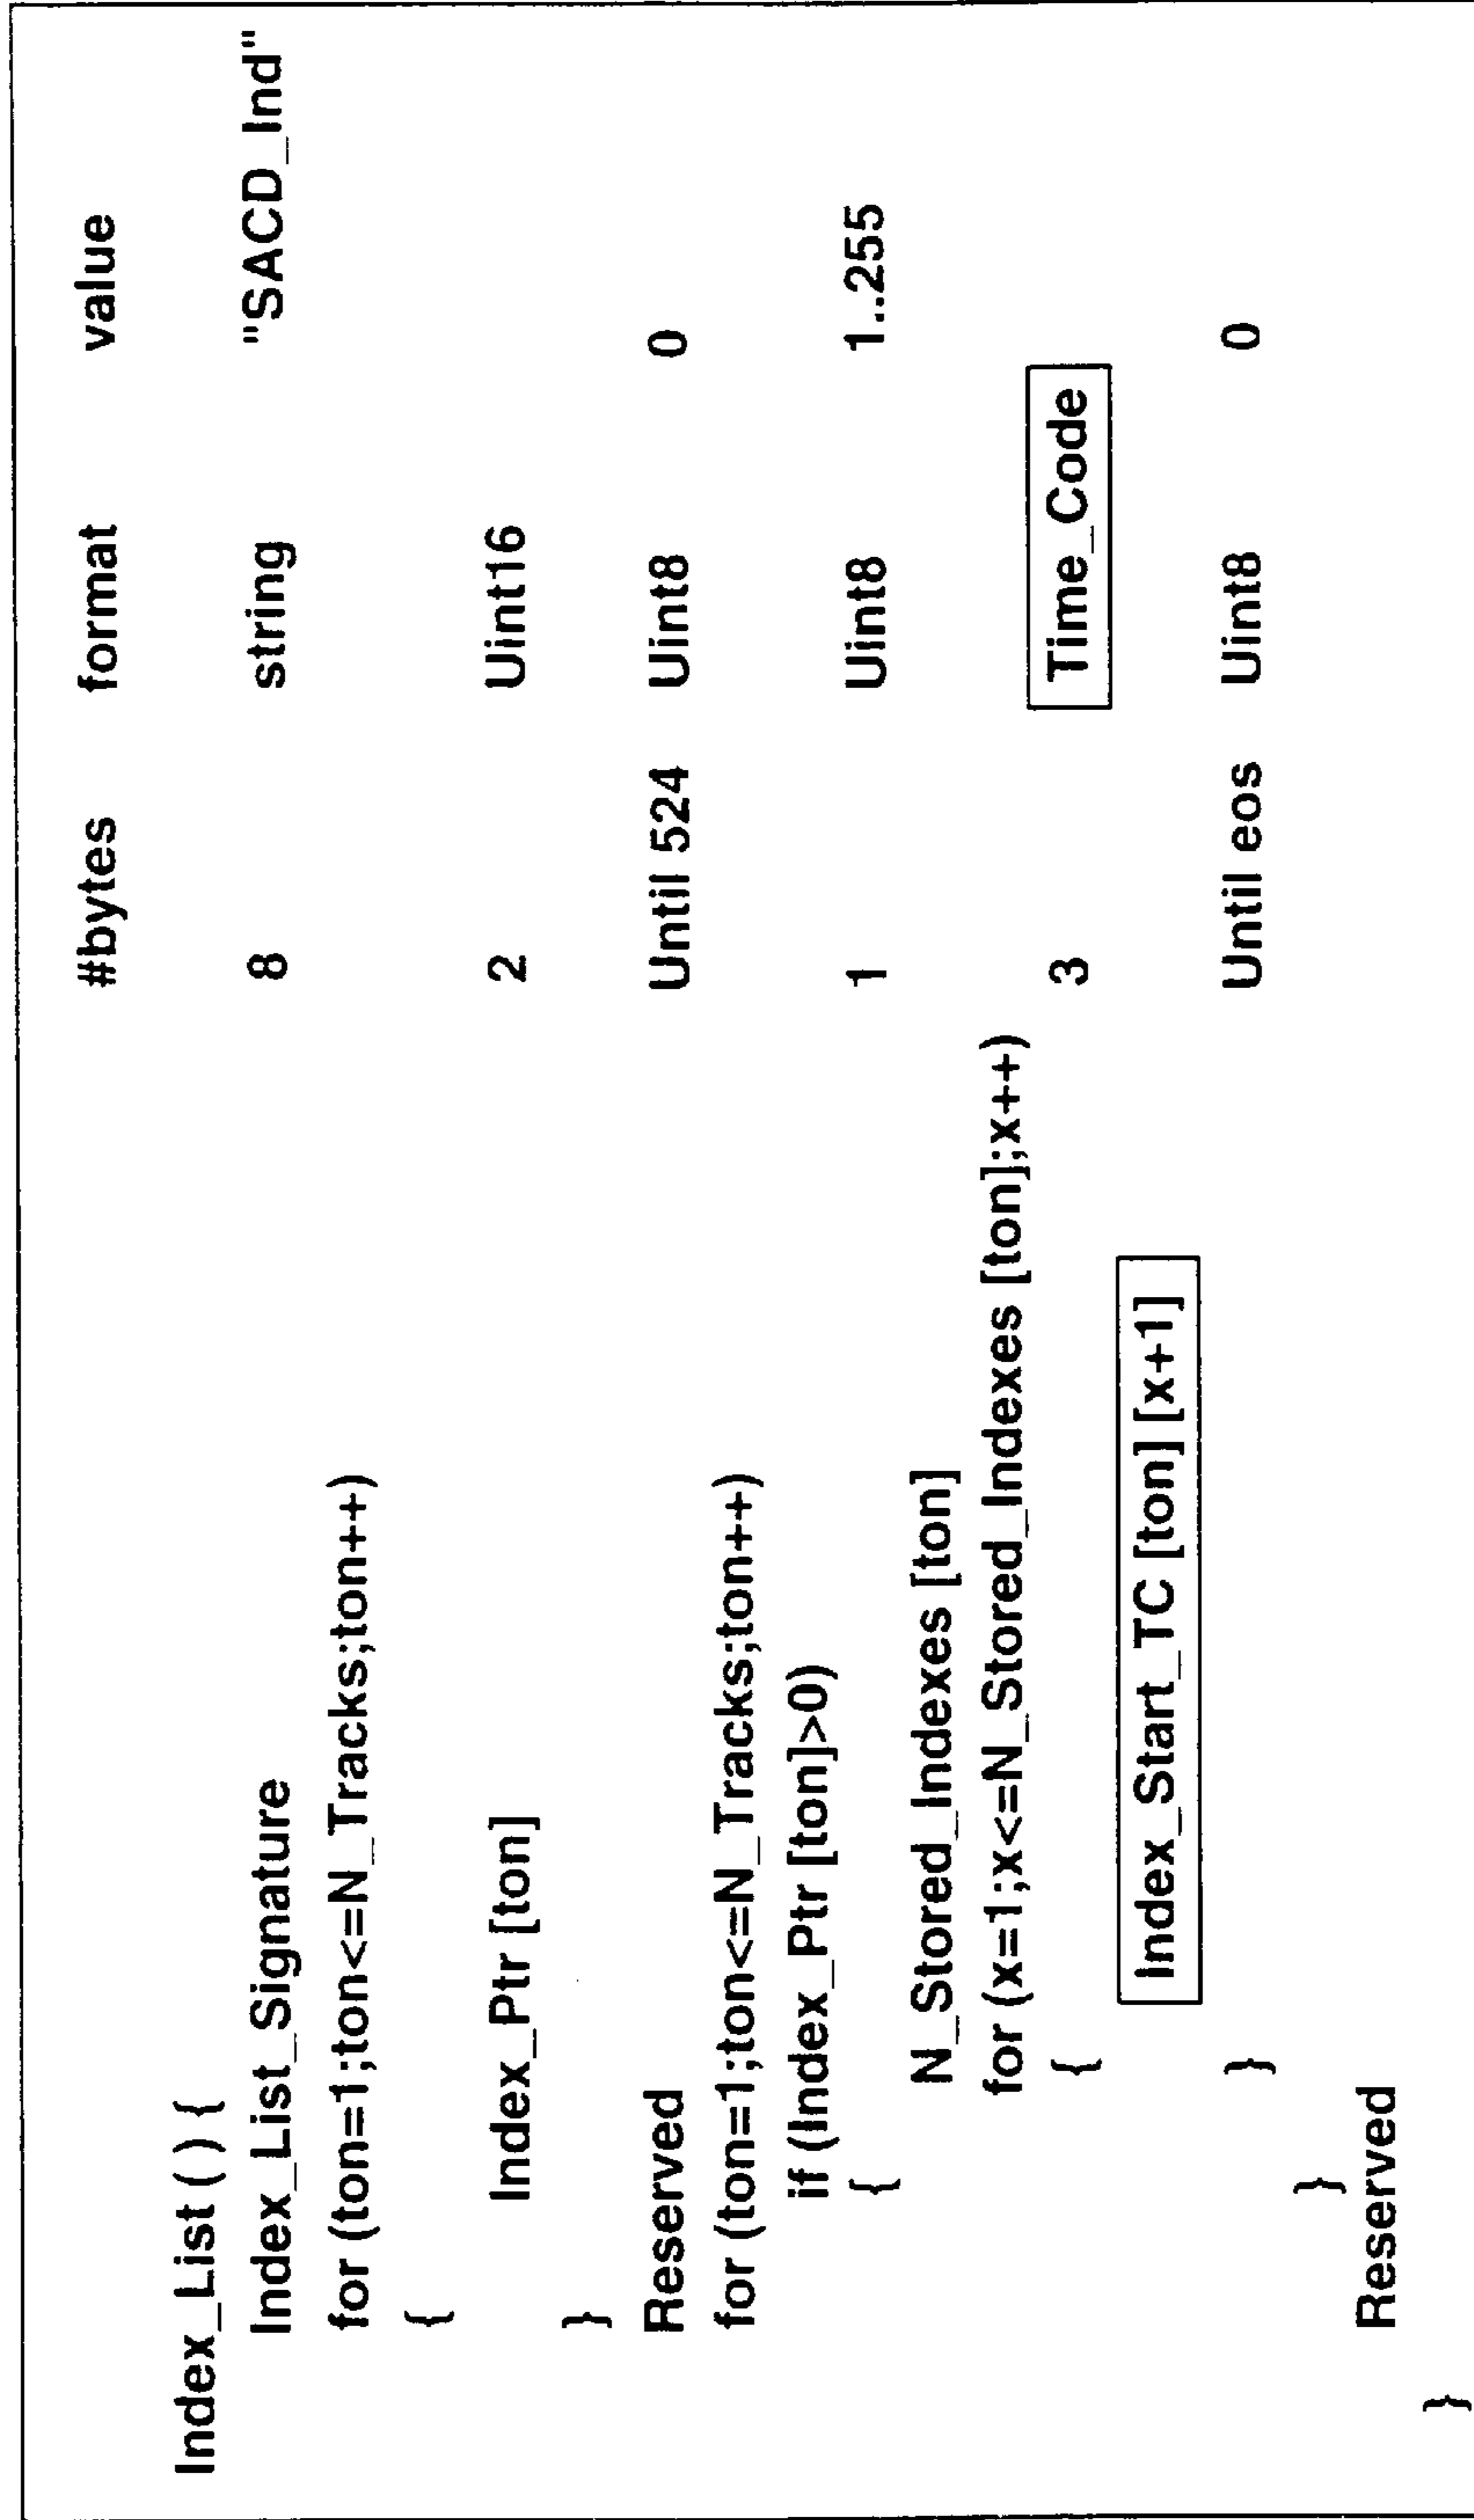 #bytes format value
Index_List ( ) {
Index_List_Signature 8 string "SACD_Ind"
for (ton=1;ton<=N_Tracks;ton++)
{
Index_Ptr [ton] 2 Uint16
}
Reserved Until 524 Uint8 0
for (ton=1;ton<=N_Tracks;ton++)
if (Index_Ptr [ton]>0)
{ 1 Uint8 1..255
N_Stored_Indexes [ton]
for (x=1;x<=N_Stored_Indexes [ton];x++)
{ 3 Time_Code
Index_Start_TC [ton] [x+1]
} Until eos Uint8 0
}
Reserved
}